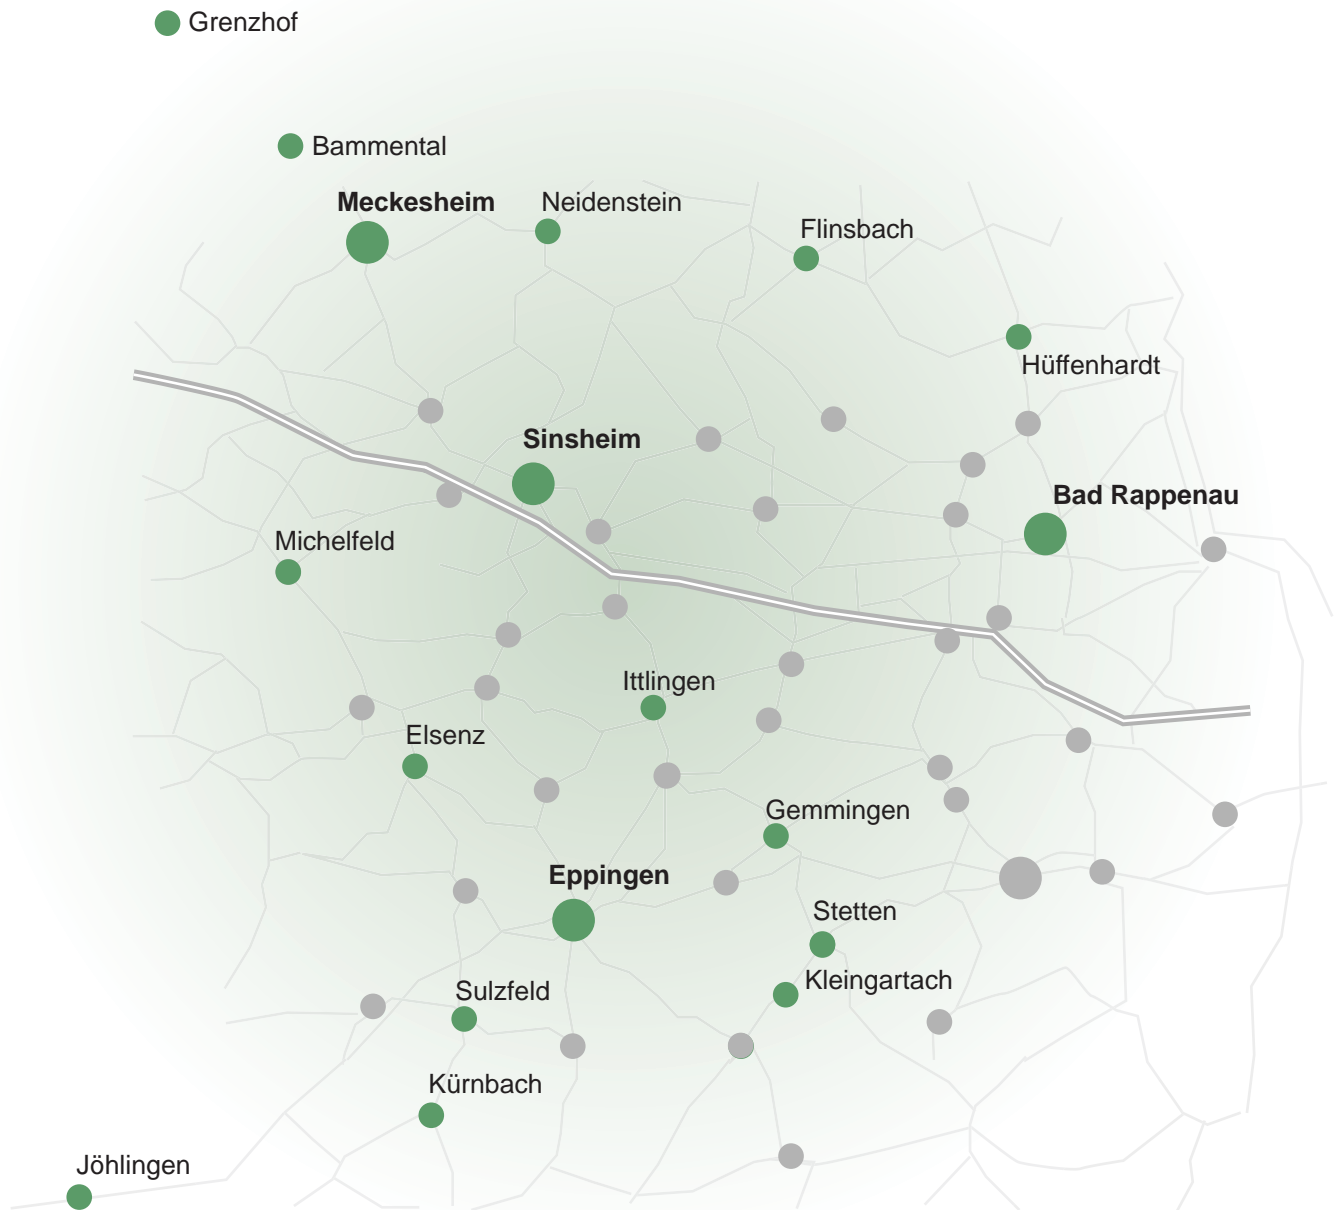 Grenzhof
Bammental
Meckesheim
Neidenstein
Flinsbach
Hüffenhardt
Sinsheim
Bad Rappenau
Michelfeld
Ittlingen
Elsenz
Gemmingen
Eppingen
Stetten
Kleingartach
Sulzfeld
Kürnbach
Jöhlingen